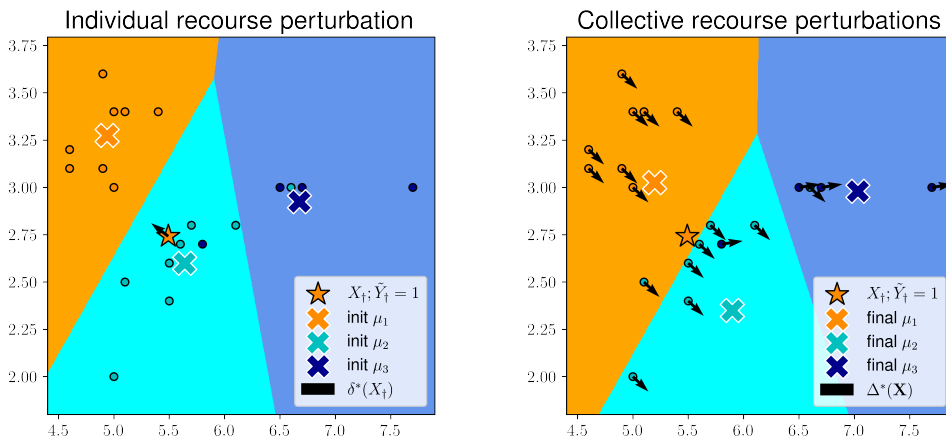 Individual recourse perturbation
3.75
3.50
3.25
3.00
2.75
2.50
2.25
2.00
4.5 5.0 5.5 6.0 6.5 7.0 7.5
X†; Ỹ† = 1
init μ1
init μ2
init μ3
δ*(X†)
Collective recourse perturbations
3.75
3.50
3.25
3.00
2.75
2.50
2.25
2.00
4.5 5.0 5.5 6.0 6.5 7.0 7.5
X†; Ỹ† = 1
final μ1
final μ2
final μ3
Δ*(X)